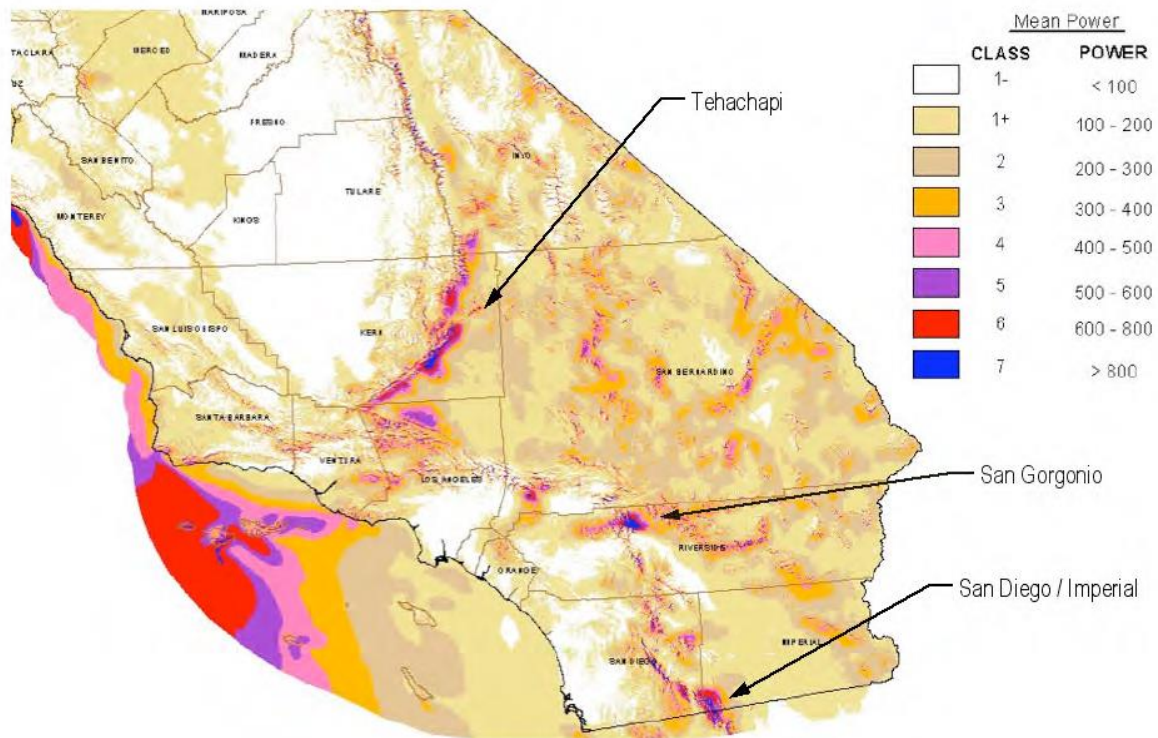 Mean Power
CLASS POWER
1- < 100
1+ 100 - 200
2 200 - 300
3 300 - 400
4 400 - 500
5 500 - 600
6 600 - 800
7 > 800
Tehachapi
San Gorgonio
San Diego / Imperial
MARIPOSA
MERCED
MADERA
TA CLARA
FRESNO
SAN BENITO
INYO
TULARE
KINGS
MONTEREY
SAN LUIS OBISPO
KERN
SAN BERNARDINO
SANTA BARBARA
VENTURA
LOS ANGELES
RIVERSIDE
ORANGE
SAN DIEGO
IMPERIAL